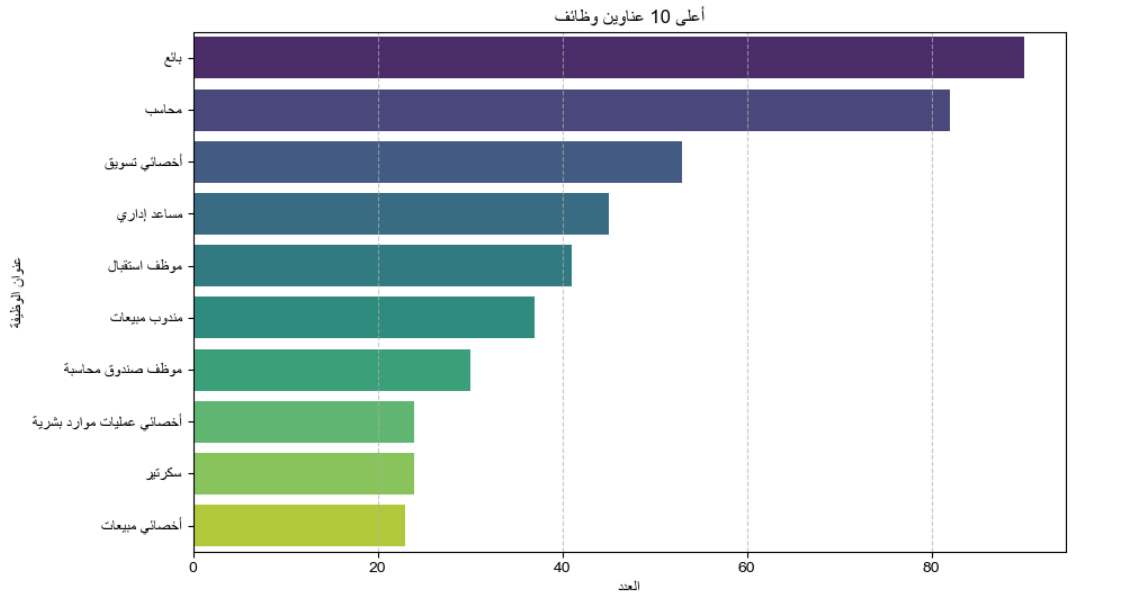 أعلى 10 عناوين وظائف
بائع
محاسب
أخصائي تسويق
مساعد إداري
موظف استقبال
مندوب مبيعات
موظف صندوق محاسبة
أخصائي عمليات موارد بشرية
سكرتير
أخصائي مبيعات
عنوان الوظيفة
0 20 40 60 80
العدد